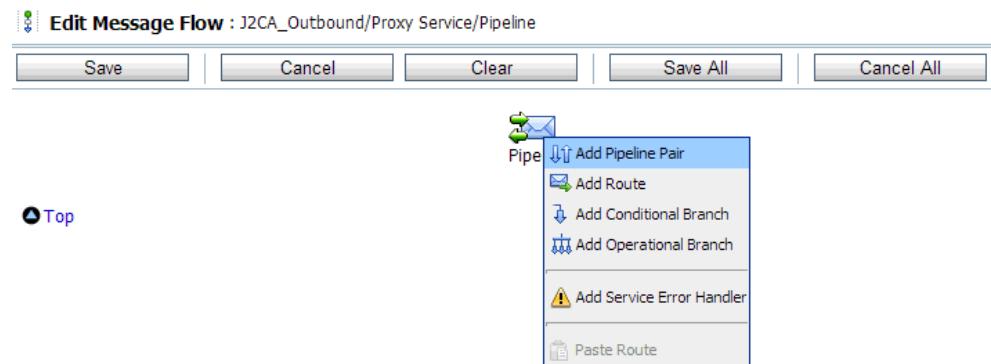 Edit Message Flow : J2CA_Outbound/Proxy Service/Pipeline
Save Cancel Clear Save All Cancel All
Pipe
Add Pipeline Pair
Add Route
Top
Add Conditional Branch
Add Operational Branch
Add Service Error Handler
Paste Route